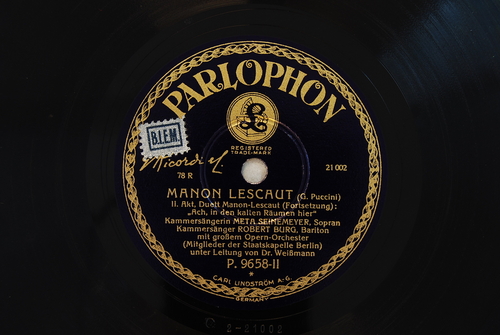 PARLOPHON
REGISTERED
TRADE-MARK
B.I.E.M.
Ricordi
78 R
21 002
MANON LESCAUT (G. Puccini)
II. Akt, Duett Manon-Lescaut (Fortsetzung):
„Ach, in den kalten Räumen hier"
Kammersängerin META SEINEMEYER, Sopran
Kammersänger ROBERT BURG, Bariton
mit großem Opern-Orchester
(Mitglieder der Staatskapelle Berlin)
unter Leitung von Dr. Weißmann
P. 9658-II
CARL LINDSTRÖM A-G.
GERMANY
2-21002